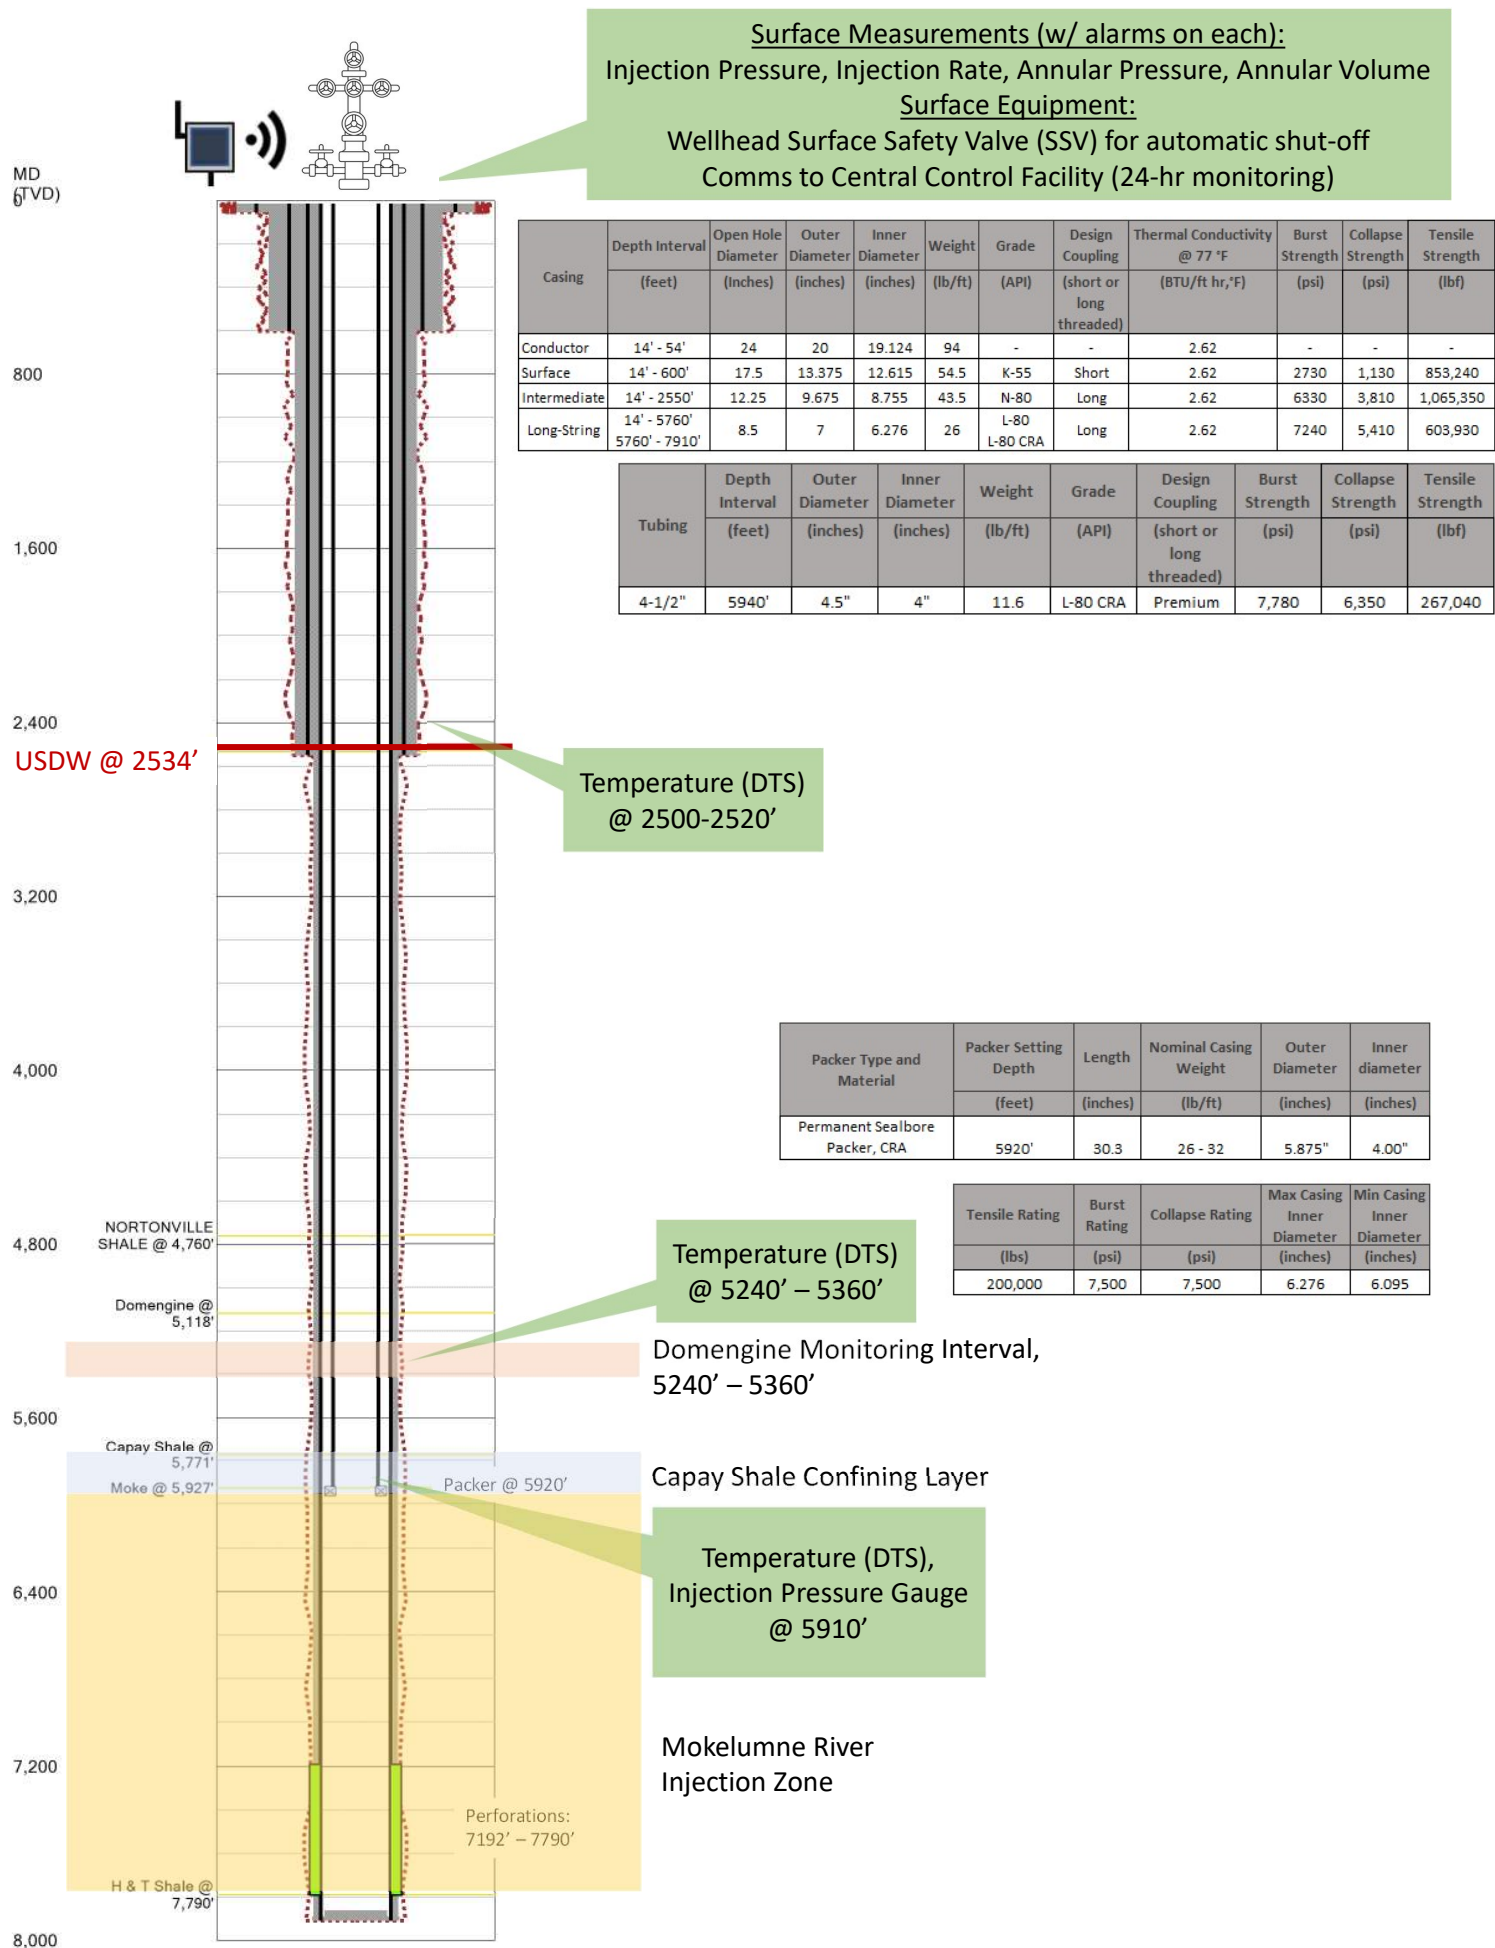 Surface Measurements (w/ alarms on each):
Injection Pressure, Injection Rate, Annular Pressure, Annular Volume
Surface Equipment:
Wellhead Surface Safety Valve (SSV) for automatic shut-off
Comms to Central Control Facility (24-hr monitoring)
MD
(TVD)
0
Casing | Depth Interval | Open Hole Diameter | Outer Diameter | Inner Diameter | Weight | Grade | Design Coupling | Thermal Conductivity @ 77 °F | Burst Strength | Collapse Strength | Tensile Strength
(feet) | (Inches) | (inches) | (inches) | (lb/ft) | (API) | (short or long threaded) | (BTU/ft hr,°F) | (psi) | (psi) | (lbf)
Conductor | 14' - 54' | 24 | 20 | 19.124 | 94 | - | - | 2.62 | - | - | -
Surface | 14' - 600' | 17.5 | 13.375 | 12.615 | 54.5 | K-55 | Short | 2.62 | 2730 | 1,130 | 853,240
Intermediate | 14' - 2550' | 12.25 | 9.675 | 8.755 | 43.5 | N-80 | Long | 2.62 | 6330 | 3,810 | 1,065,350
Long-String | 14' - 5760' 5760' - 7910' | 8.5 | 7 | 6.276 | 26 | L-80 L-80 CRA | Long | 2.62 | 7240 | 5,410 | 603,930
Tubing | Depth Interval | Outer Diameter | Inner Diameter | Weight | Grade | Design Coupling | Burst Strength | Collapse Strength | Tensile Strength
(feet) | (inches) | (inches) | (lb/ft) | (API) | (short or long threaded) | (psi) | (psi) | (lbf)
4-1/2" | 5940' | 4.5" | 4" | 11.6 | L-80 CRA | Premium | 7,780 | 6,350 | 267,040
800
1,600
2,400
USDW @ 2534’
Temperature (DTS)
@ 2500-2520’
3,200
4,000
Packer Type and Material | Packer Setting Depth | Length | Nominal Casing Weight | Outer Diameter | Inner diameter
(feet) | (inches) | (lb/ft) | (inches) | (inches)
Permanent Sealbore Packer, CRA | 5920' | 30.3 | 26 - 32 | 5.875" | 4.00"
Tensile Rating | Burst Rating | Collapse Rating | Max Casing Inner Diameter | Min Casing Inner Diameter
(lbs) | (psi) | (psi) | (inches) | (inches)
200,000 | 7,500 | 7,500 | 6.276 | 6.095
NORTONVILLE
SHALE @ 4,760'
4,800
Temperature (DTS)
@ 5240’ – 5360’
Domengine @
5,118'
Domengine Monitoring Interval,
5240’ – 5360’
5,600
Capay Shale @
5,771'
Moke @ 5,927'
Packer @ 5920’
Capay Shale Confining Layer
Temperature (DTS),
Injection Pressure Gauge
@ 5910’
6,400
Mokelumne River
Injection Zone
7,200
Perforations:
7192’ – 7790’
H & T Shale @
7,790'
8,000